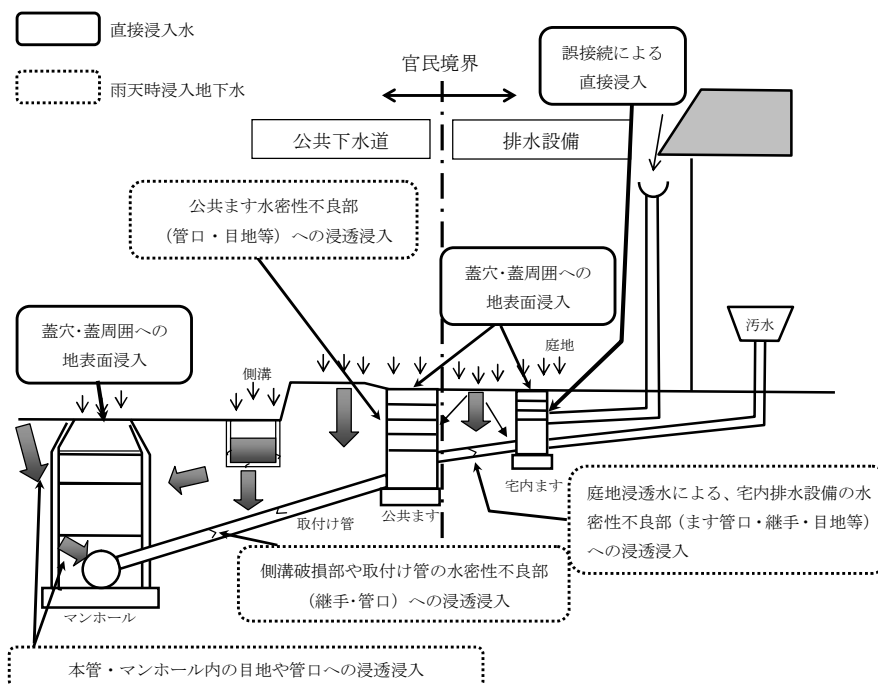 直接浸入水
雨天時浸入地下水
官民境界
誤接続による
直接浸入
公共下水道
排水設備
公共ます水密性不良部
（管口・目地等）への浸透浸入
蓋穴・蓋周囲への
地表面浸入
蓋穴・蓋周囲への
地表面浸入
側溝
庭地
汚水
公共ます
宅内ます
取付け管
マンホール
庭地浸透水による、宅内排水設備の水
密性不良部（ます管口・継手・目地等）
への浸透浸入
側溝破損部や取付け管の水密性不良部
（継手・管口）への浸透浸入
本管・マンホール内の目地や管口への浸透浸入